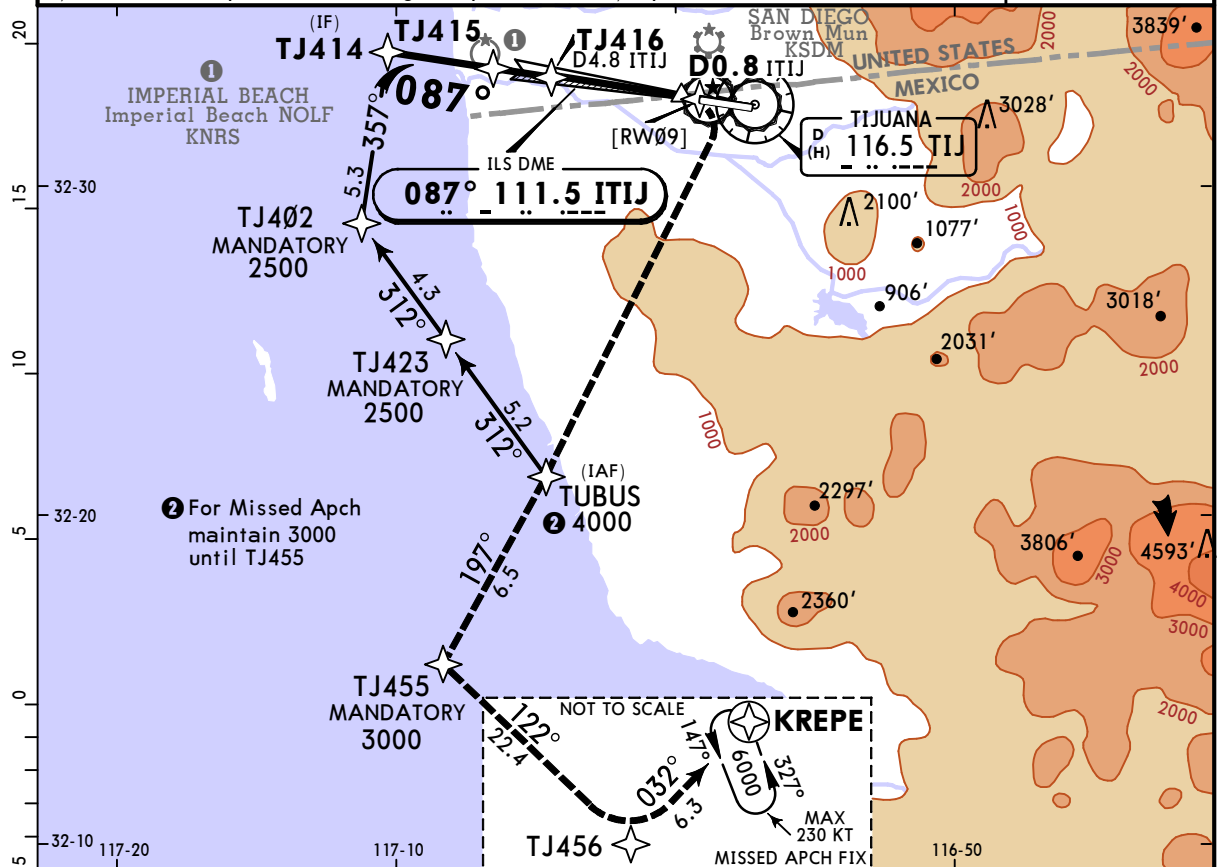 (IF)
TJ414
TJ415
1
TJ416
D4.8 ITIJ
SAN DIEGO
Brown Mun
KSDM
D0.8 ITIJ
UNITED STATES
MEXICO
2000
3839'
2000
20
1
IMPERIAL BEACH
Imperial Beach NOLF
KNRS
087°
357°
5.3
[RWØ9]
TIJUANA
D
(H)
116.5 TIJ
3028'
2000
ILS DME
087° 111.5 ITIJ
15
32-30
TJ4Ø2
MANDATORY
2500
2100'
1000
1077'
1000
906'
4.3
312°
3018'
2000
2031'
10
TJ423
MANDATORY
2500
5.2
312°
1000
(IAF)
TUBUS
2 4000
2 For Missed Apch
maintain 3000
until TJ455
32-20
5
2297'
2000
3806'
3000
4593'
4000
3000
197°
6.5
2360'
TJ455
MANDATORY
3000
0
2000
NOT TO SCALE
122°
22.4
KREPE
147°
6000
327°
032°
6.3
MAX
230 KT
MISSED APCH FIX
TJ456
32-10
5
117-20
117-10
116-50